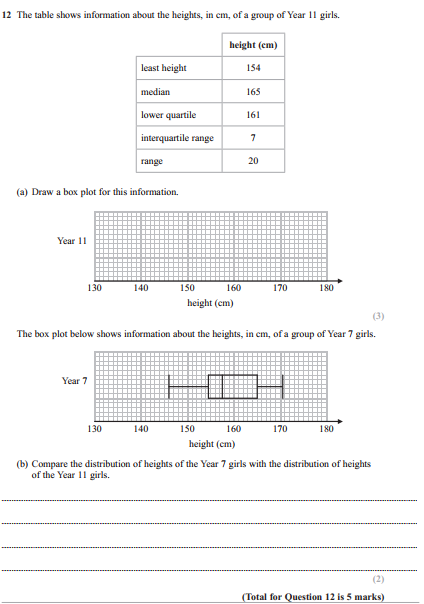 12 The table shows information about the heights, in cm, of a group of Year 11 girls.
height (cm)
least height 154
median 165
lower quartile 161
interquartile range 7
range 20
(a) Draw a box plot for this information.
Year 11
130 140 150 160 170 180
height (cm)
(3)
The box plot below shows information about the heights, in cm, of a group of Year 7 girls.
Year 7
130 140 150 160 170 180
height (cm)
(b) Compare the distribution of heights of the Year 7 girls with the distribution of heights
of the Year 11 girls.
(2)
(Total for Question 12 is 5 marks)